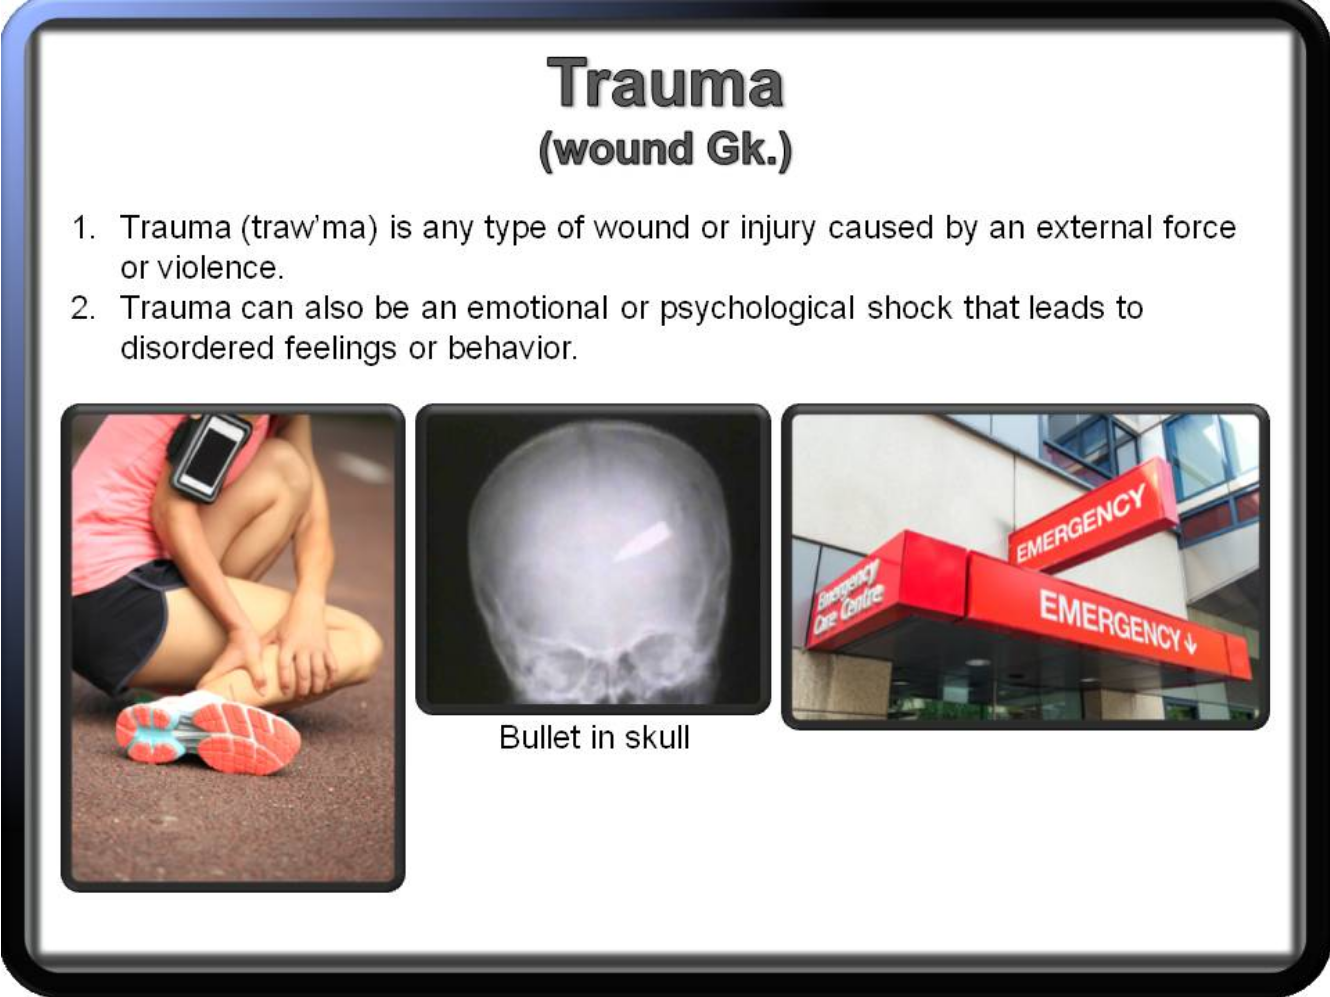 Trauma
(wound Gk.)
1. Trauma (traw’ma) is any type of wound or injury caused by an external force
or violence.
2. Trauma can also be an emotional or psychological shock that leads to
disordered feelings or behavior.
EMERGENCY
Emergency
Care Centre
EMERGENCY↓
Bullet in skull